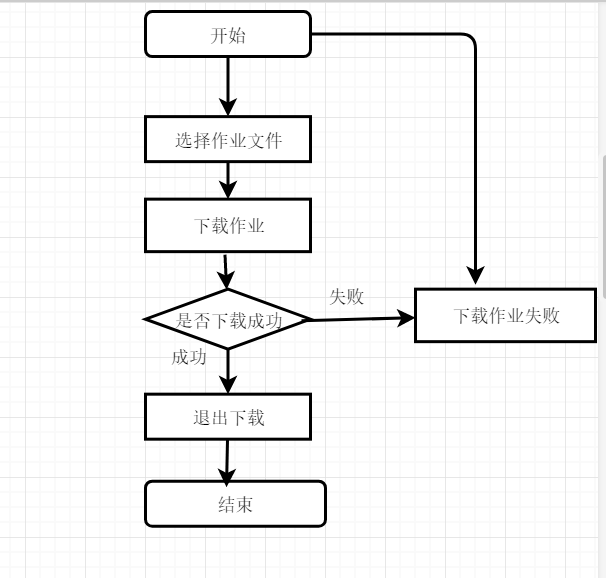 开始
选择作业文件
下载作业
失败
下载作业失败
是否下载成功
成功
退出下载
结束